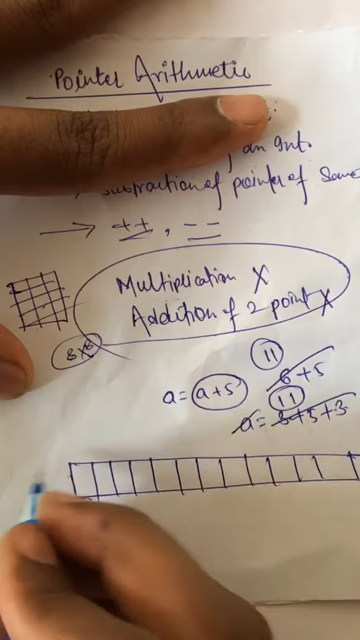 Pointer Arithmetic
an Int.
subtraction of pointer of Same
→ ++ , --
Multiplication X
Addition of 2 point X
8x8
11
a = a+5 6+5
11
a = 8+5+3